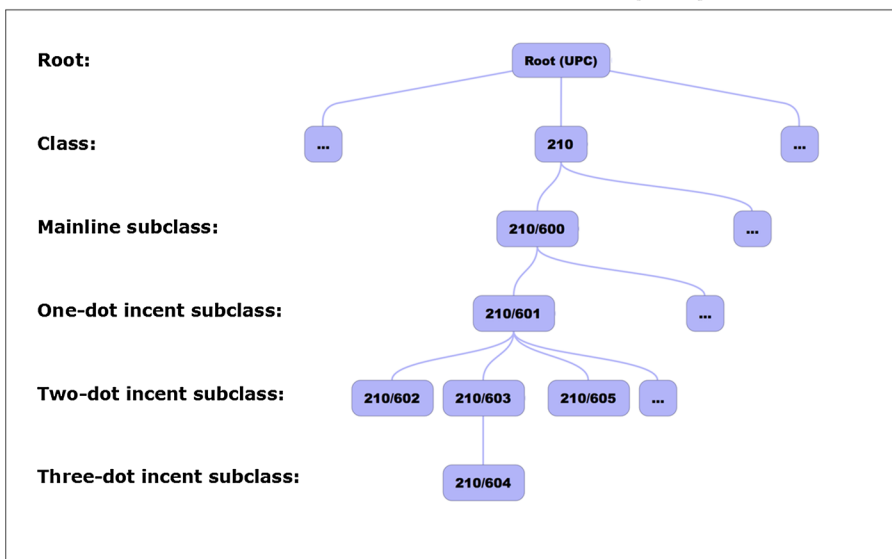 Root:
Root (UPC)
Class:
...
210
...
Mainline subclass:
210/600
...
One-dot incent subclass:
210/601
...
Two-dot incent subclass:
210/602
210/603
210/605
...
Three-dot incent subclass:
210/604